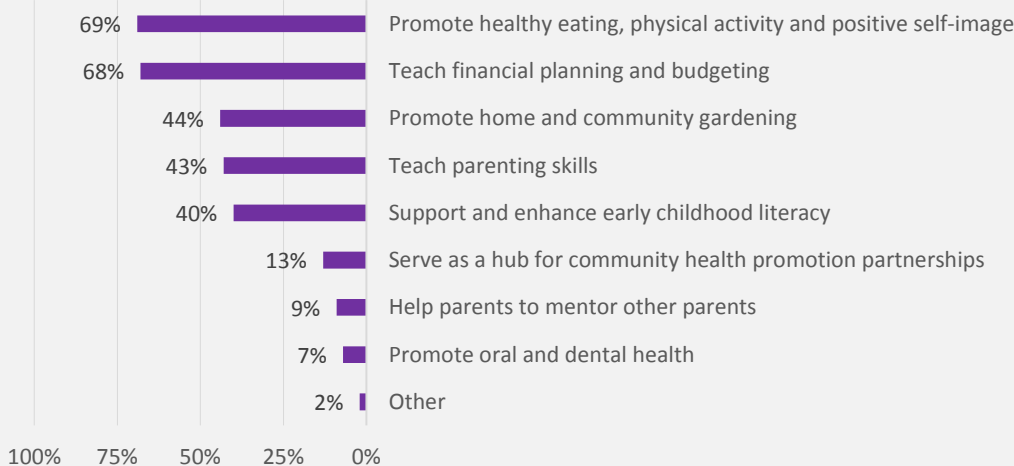 69% Promote healthy eating, physical activity and positive self-image
68% Teach financial planning and budgeting
44% Promote home and community gardening
43% Teach parenting skills
40% Support and enhance early childhood literacy
13% Serve as a hub for community health promotion partnerships
9% Help parents to mentor other parents
7% Promote oral and dental health
2% Other
100% 75% 50% 25% 0%